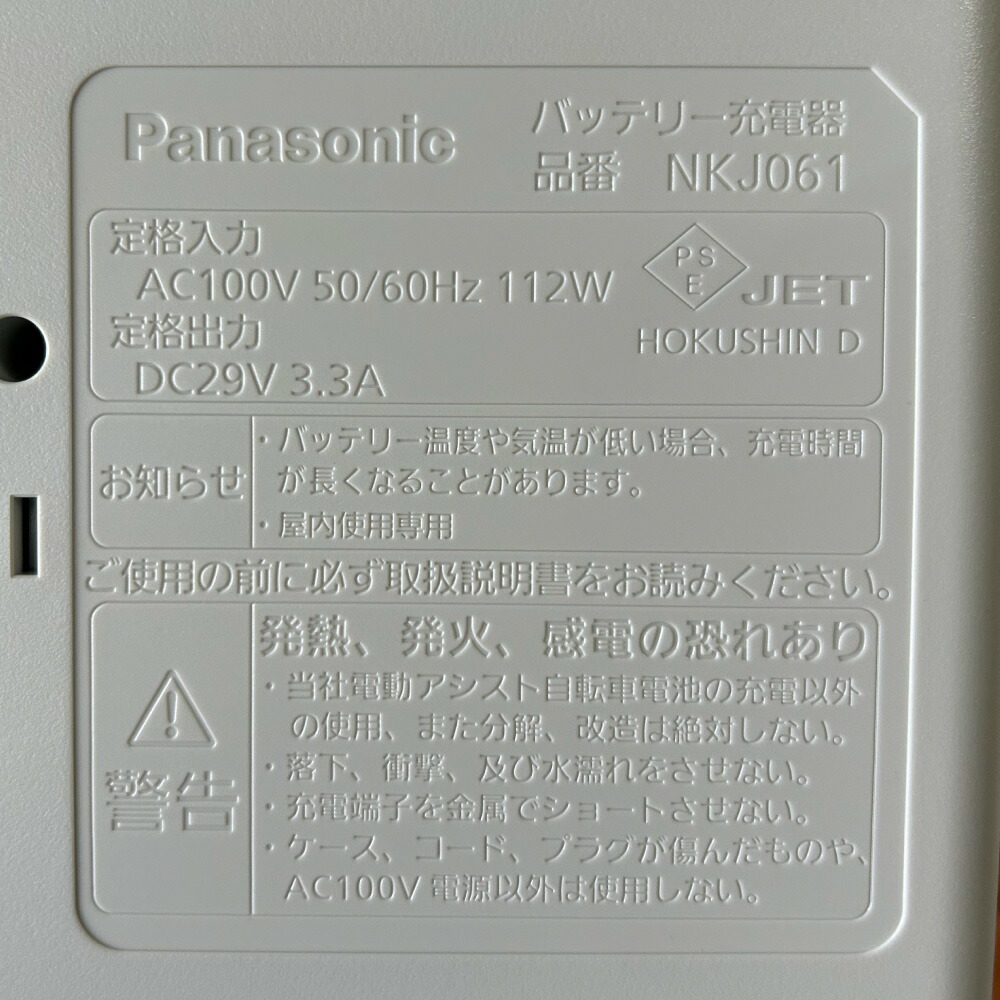 Panasonic
バッテリー充電器
品番 NKJ061
定格入力
AC100V 50/60Hz 112W
定格出力
DC29V 3.3A
PS
E
JET
HOKUSHIN D
お知らせ
・バッテリー温度や気温が低い場合、充電時間
が長くなることがあります。
・屋内使用専用
ご使用の前に必ず取扱説明書をお読みください。
警告
発熱、発火、感電の恐れあり
・当社電動アシスト自転車電池の充電以外
の使用、また分解、改造は絶対しない。
・落下、衝撃、及び水濡れをさせない。
・充電端子を金属でショートさせない。
・ケース、コード、プラグが傷んだものや、
AC100V 電源以外は使用しない。